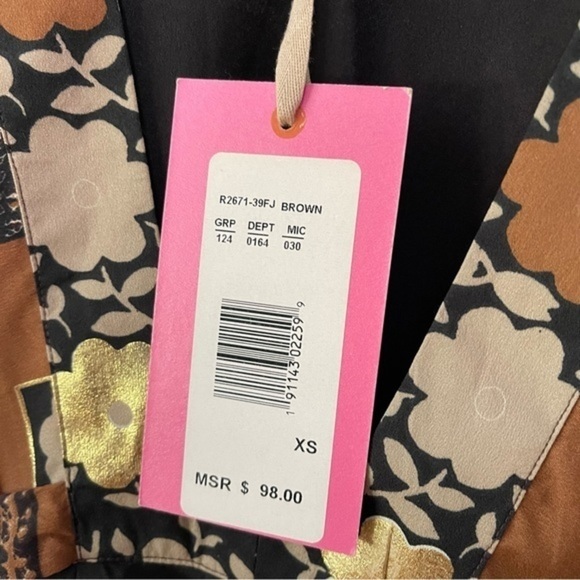 R2671-39FJ BROWN
GRP DEPT MIC
124 0164 030
1 91143 02259 9
XS
MSR $ 98.00